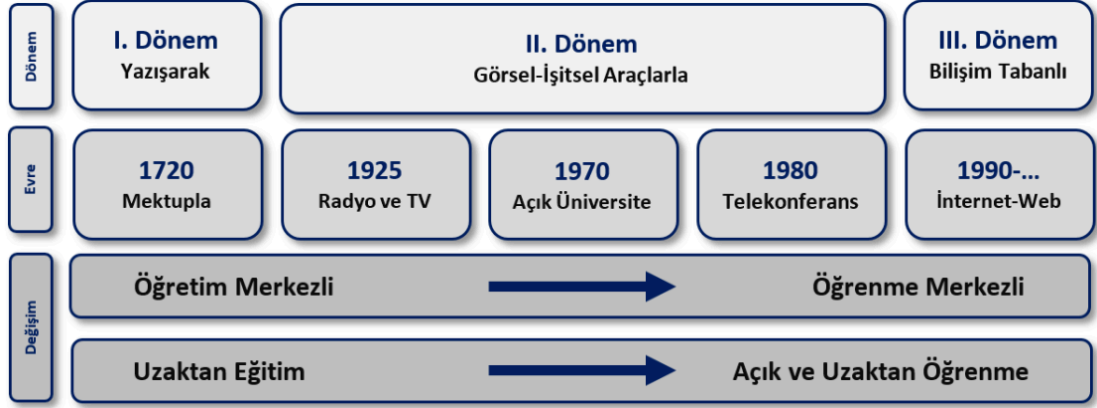 Dönem
I. Dönem
Yazışarak
II. Dönem
Görsel-İşitsel Araçlarla
III. Dönem
Bilişim Tabanlı
Evre
1720
Mektupla
1925
Radyo ve TV
1970
Açık Üniversite
1980
Telekonferans
1990-...
İnternet-Web
Değişim
Öğretim Merkezli
Öğrenme Merkezli
Uzaktan Eğitim
Açık ve Uzaktan Öğrenme